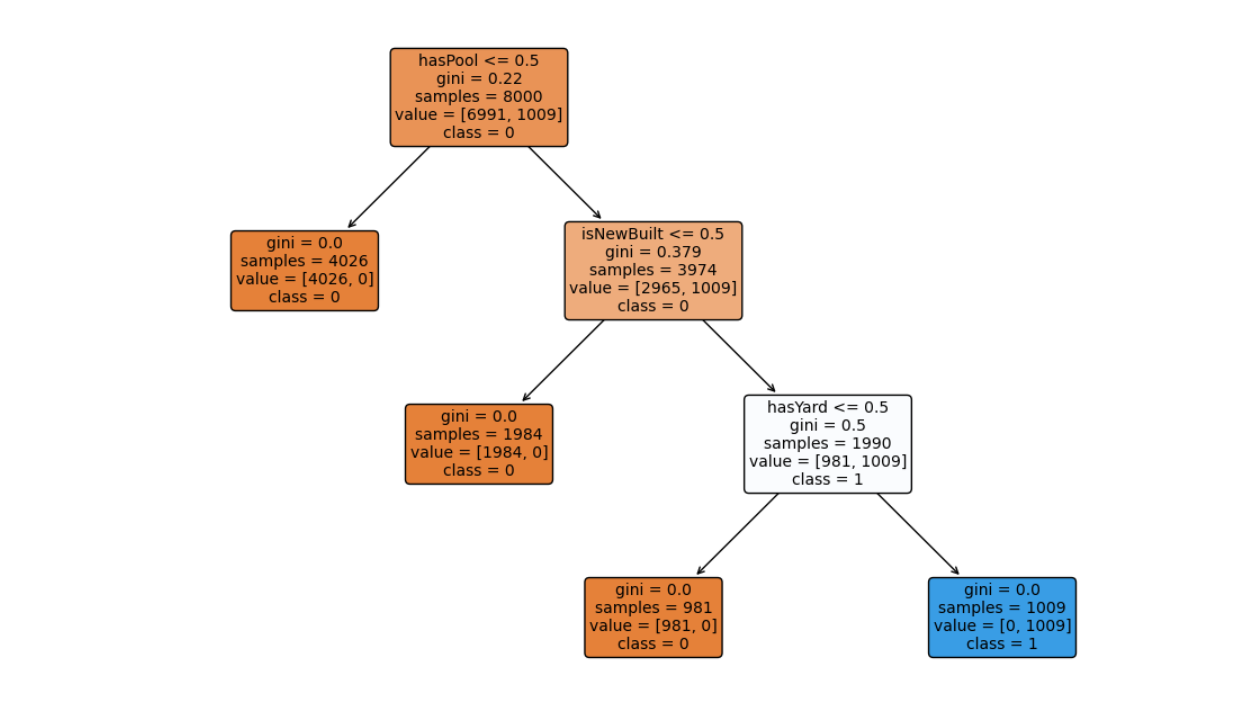 hasPool <= 0.5
gini = 0.22
samples = 8000
value = [6991, 1009]
class = 0
gini = 0.0
samples = 4026
value = [4026, 0]
class = 0
isNewBuilt <= 0.5
gini = 0.379
samples = 3974
value = [2965, 1009]
class = 0
gini = 0.0
samples = 1984
value = [1984, 0]
class = 0
hasYard <= 0.5
gini = 0.5
samples = 1990
value = [981, 1009]
class = 1
gini = 0.0
samples = 981
value = [981, 0]
class = 0
gini = 0.0
samples = 1009
value = [0, 1009]
class = 1